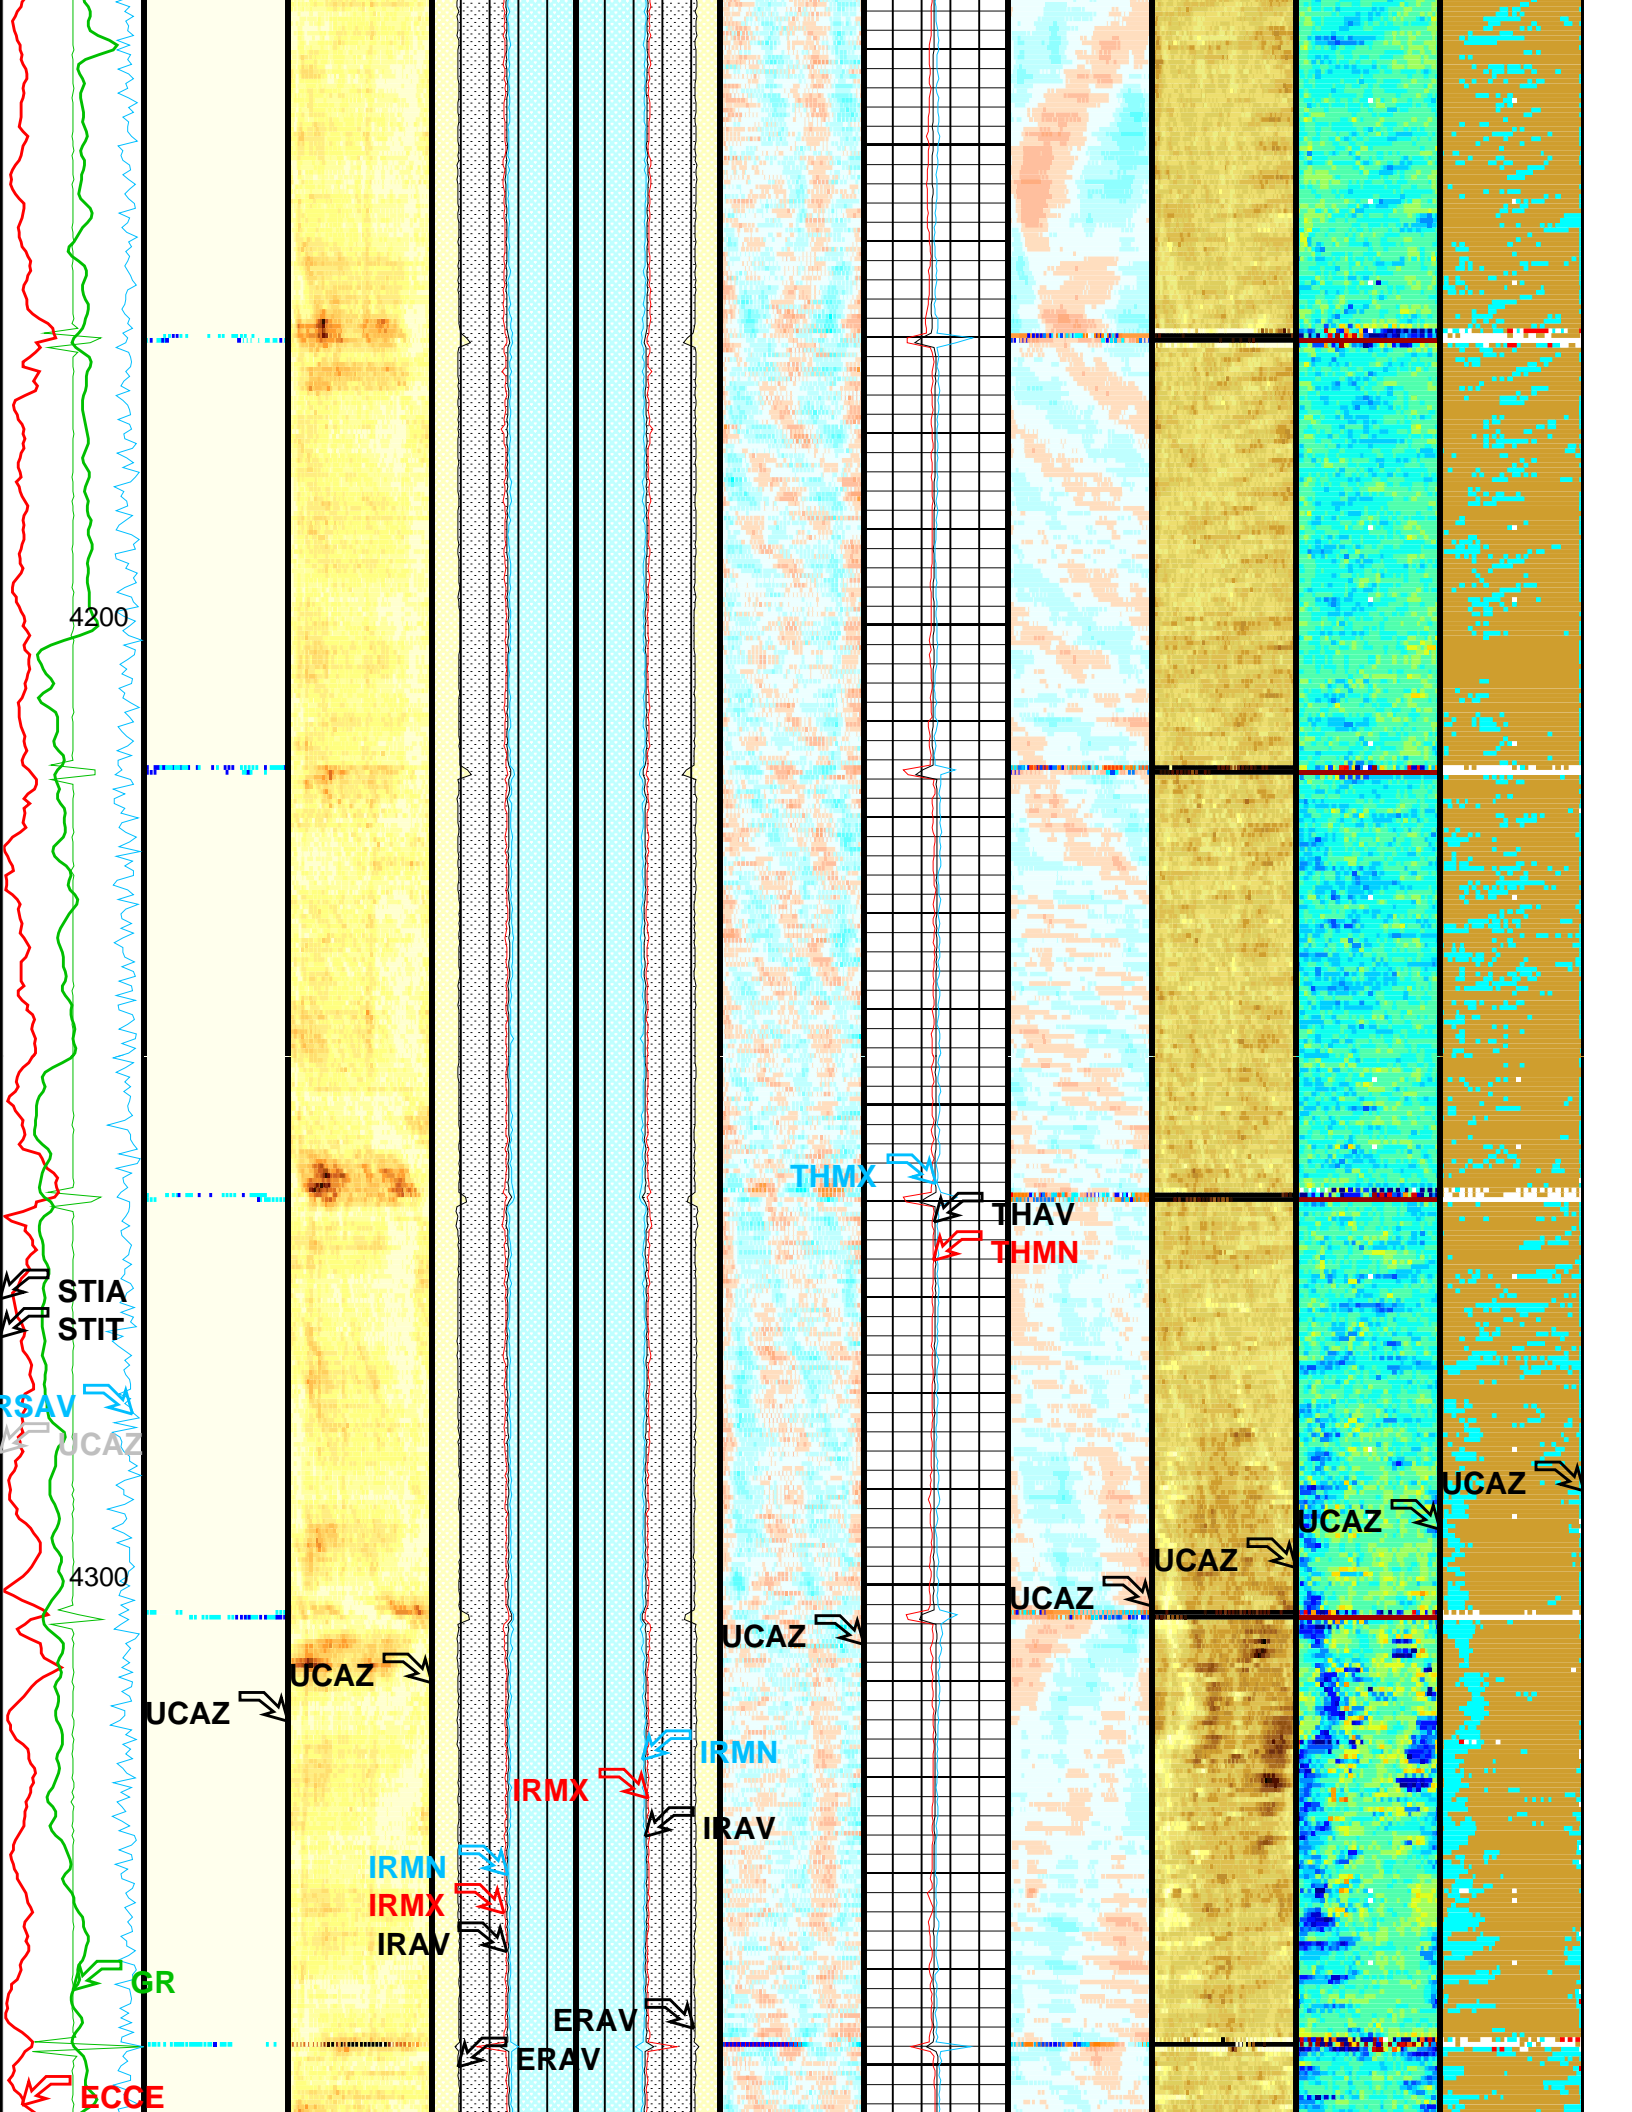 4200
THMX
THAV
THMN
STIA
STIT
RSAV
UCAZ
UCAZ
UCAZ
UCAZ
4300
UCAZ
UCAZ
UCAZ
UCAZ
IRMN
IRMX
IRAV
IRMN
IRMX
IRAV
GR
ERAV
ERAV
ECCE